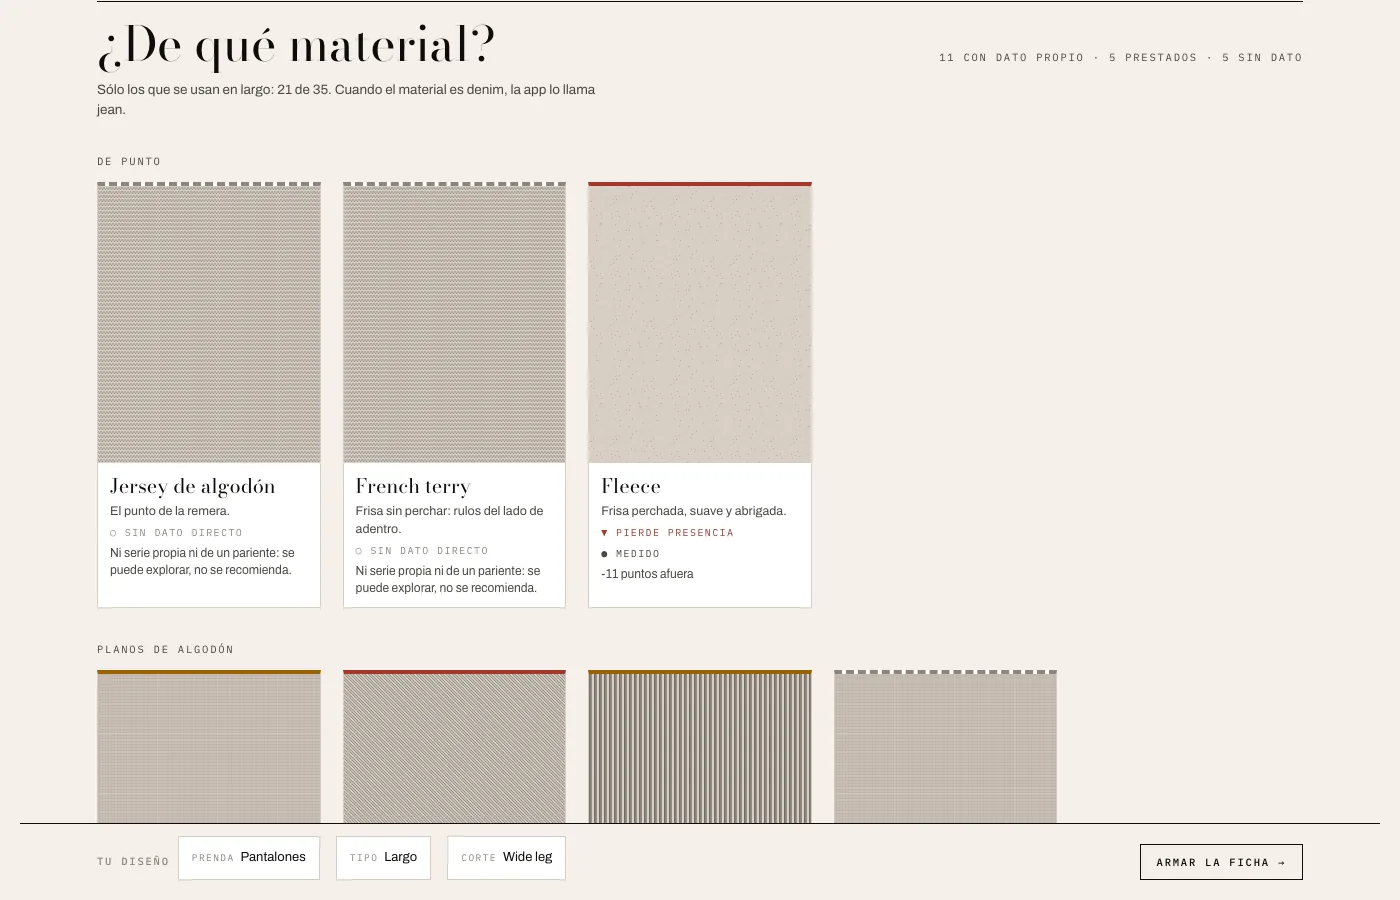 ¿De qué material?
11 CON DATO PROPIO · 5 PRESTADOS · 5 SIN DATO
Sólo los que se usan en largo: 21 de 35. Cuando el material es denim, la app lo llama
jean.
DE PUNTO
Jersey de algodón
El punto de la remera.
○ SIN DATO DIRECTO
Ni serie propia ni de un pariente: se
puede explorar, no se recomienda.
French terry
Frisa sin perchar: rulos del lado de
adentro.
○ SIN DATO DIRECTO
Ni serie propia ni de un pariente: se
puede explorar, no se recomienda.
Fleece
Frisa perchada, suave y abrigada.
▼ PIERDE PRESENCIA
● MEDIDO
-11 puntos afuera
PLANOS DE ALGODÓN
TU DISEÑO
PRENDA Pantalones
TIPO Largo
CORTE Wide leg
ARMAR LA FICHA →